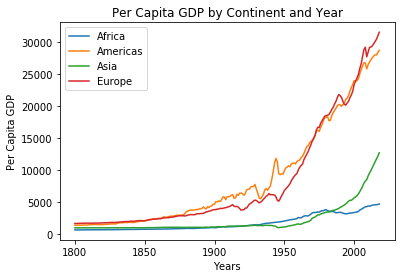 Per Capita GDP by Continent and Year
Africa
Americas
Asia
Europe
30000
25000
20000
15000
10000
5000
0
Per Capita GDP
1800
1850
1900
1950
2000
Years